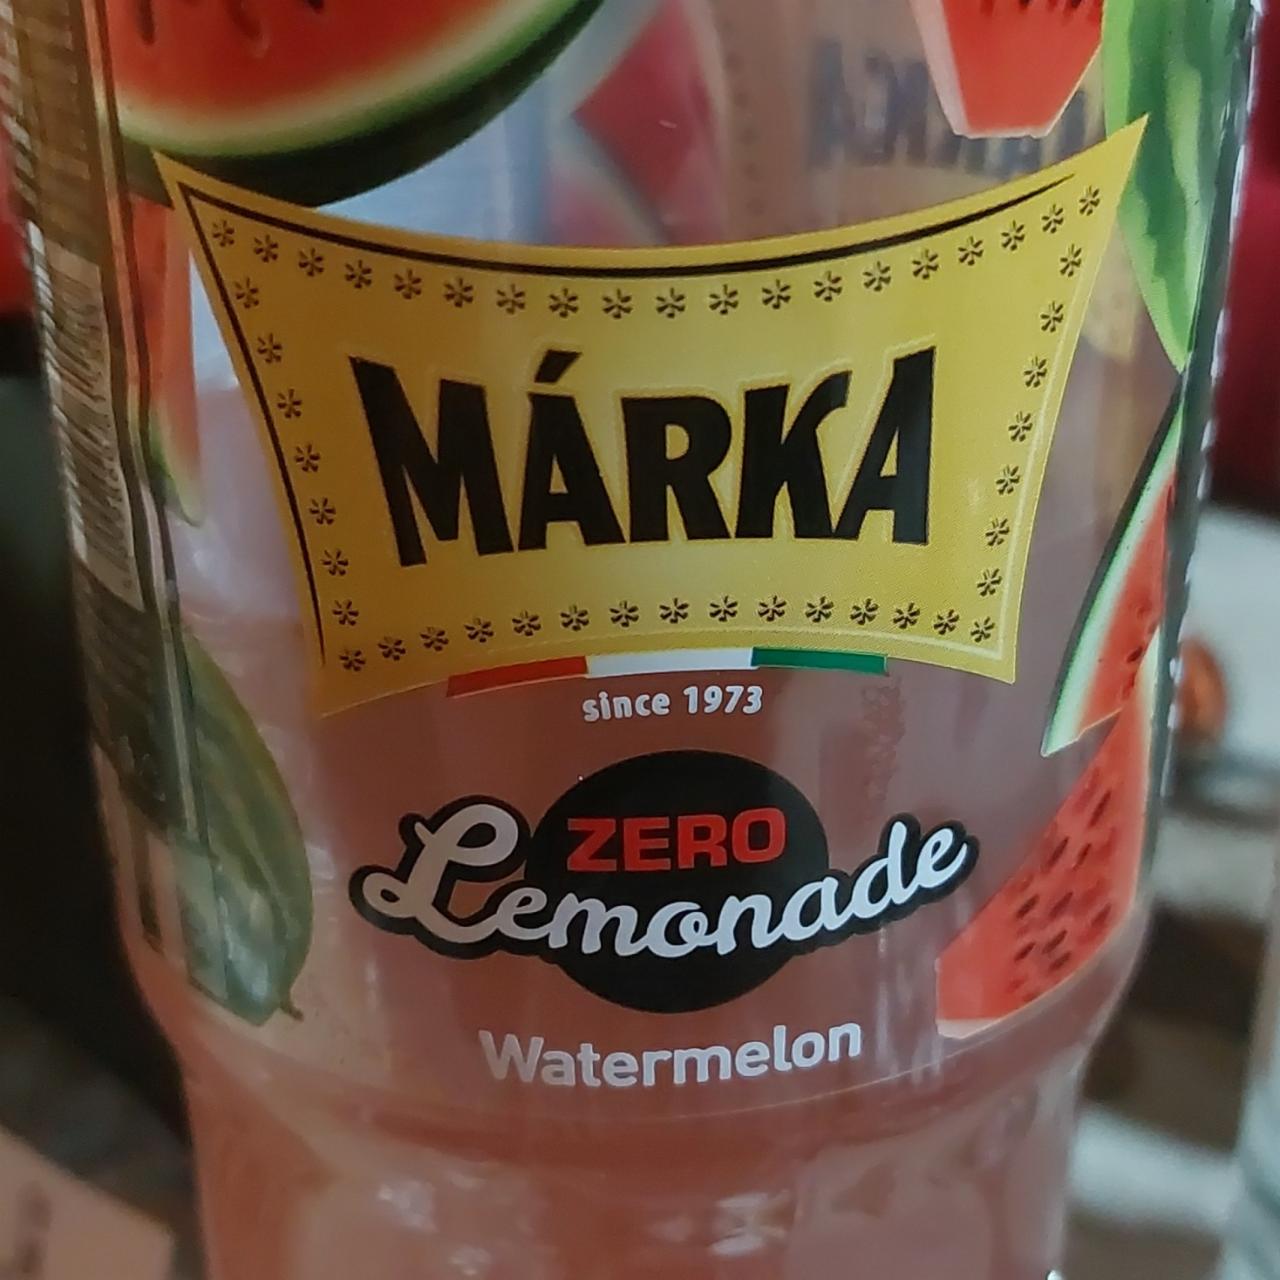 MÁRKA
since 1973
ZERO
Lemonade
Watermelon